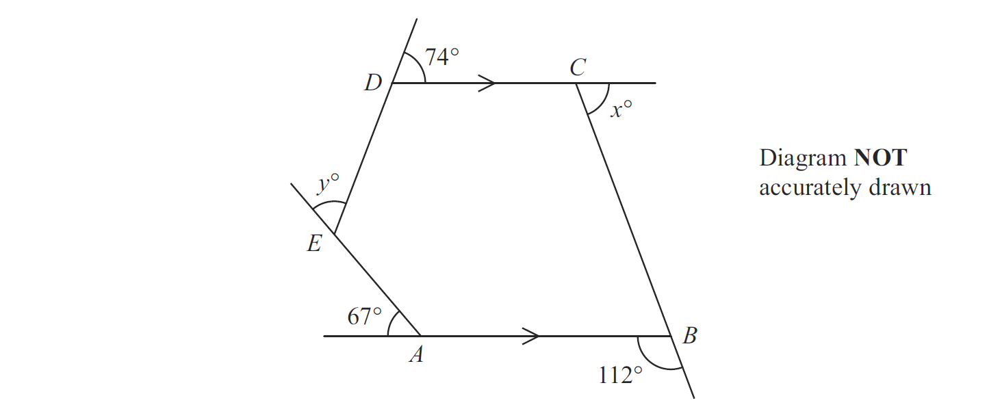 74°
C
D
x°
Diagram NOT
accurately drawn
y°
E
67°
A
B
112°